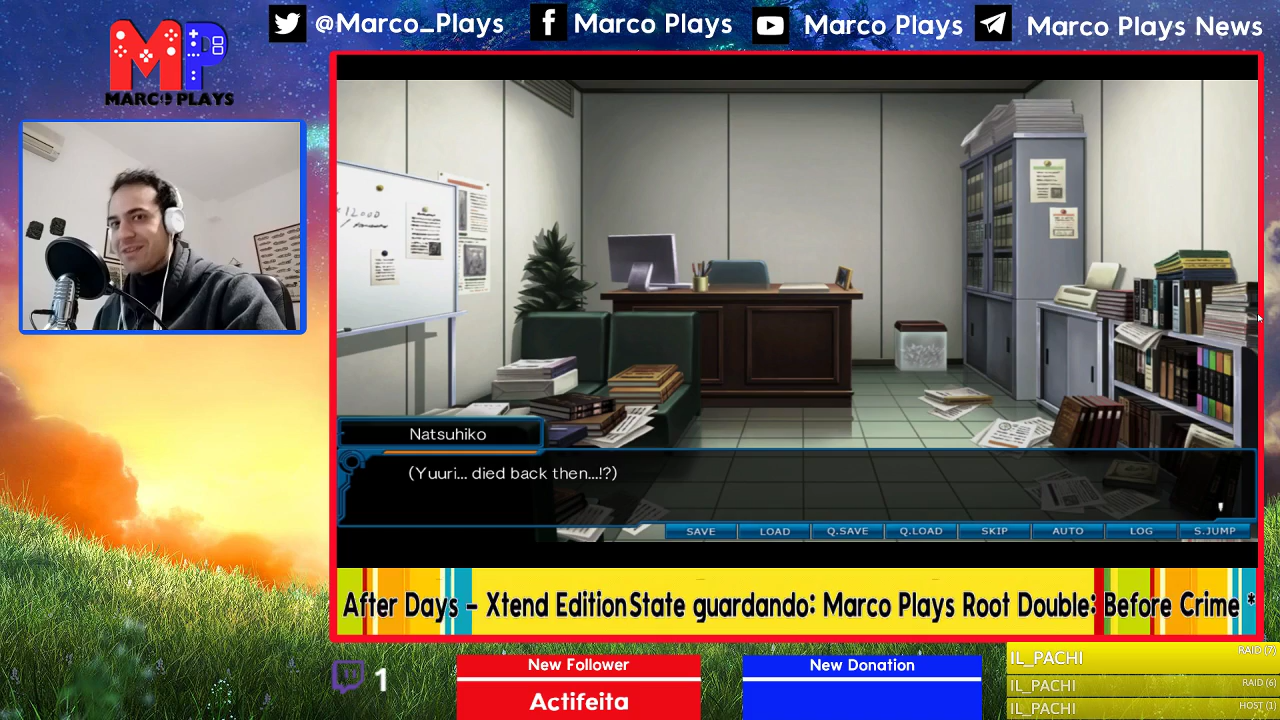 @Marco_Plays
Marco Plays
Marco Plays
Marco Plays News
MP
MARCO PLAYS
Natsuhiko
(Yuuri... died back then...!?)
SAVE
LOAD
Q.SAVE
Q.LOAD
SKIP
AUTO
LOG
S.JUMP
After Days - Xtend EditionState guardando: Marco Plays Root Double: Before Crime *
1
New Follower
Actifeita
New Donation
IL_PACHI
RAID (7)
IL_PACHI
RAID (6)
IL_PACHI
HOST (1)